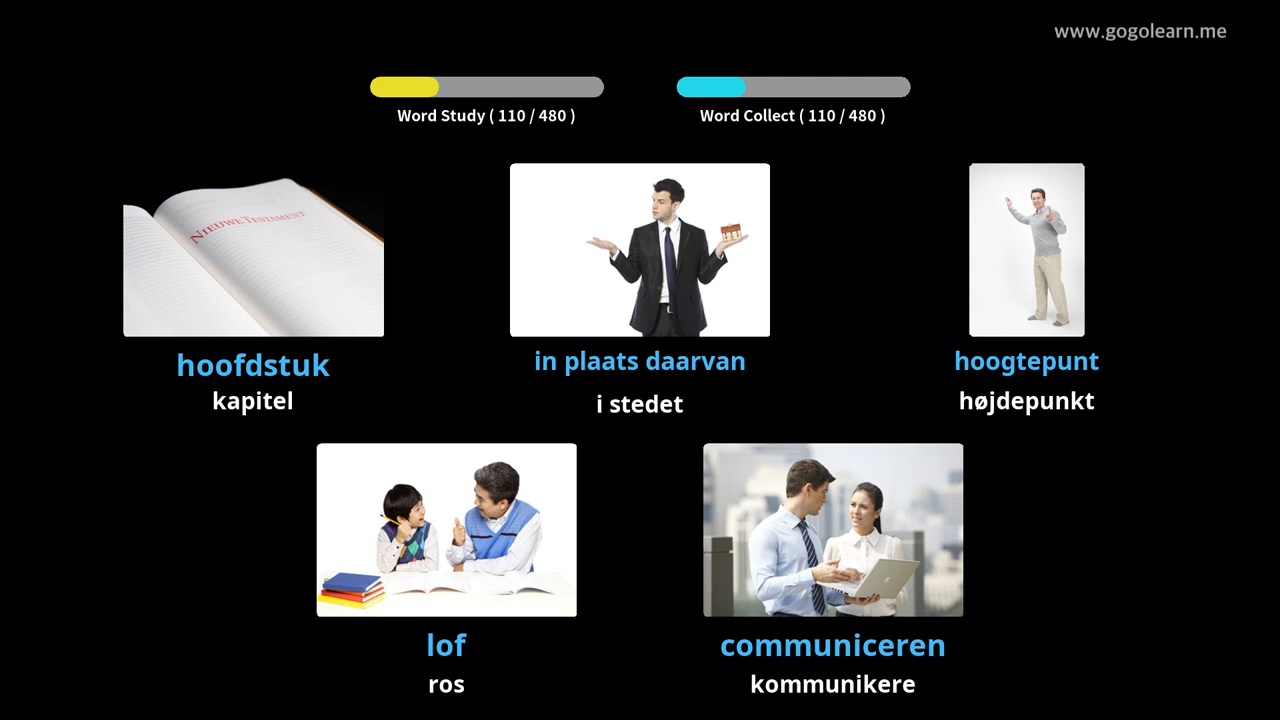 www.gogolearn.me
Word Study ( 110 / 480 )
Word Collect ( 110 / 480 )
NIEUWE TESTAMENT
hoofdstuk
kapitel
in plaats daarvan
i stedet
hoogtepunt
højdepunkt
lof
ros
communiceren
kommunikere